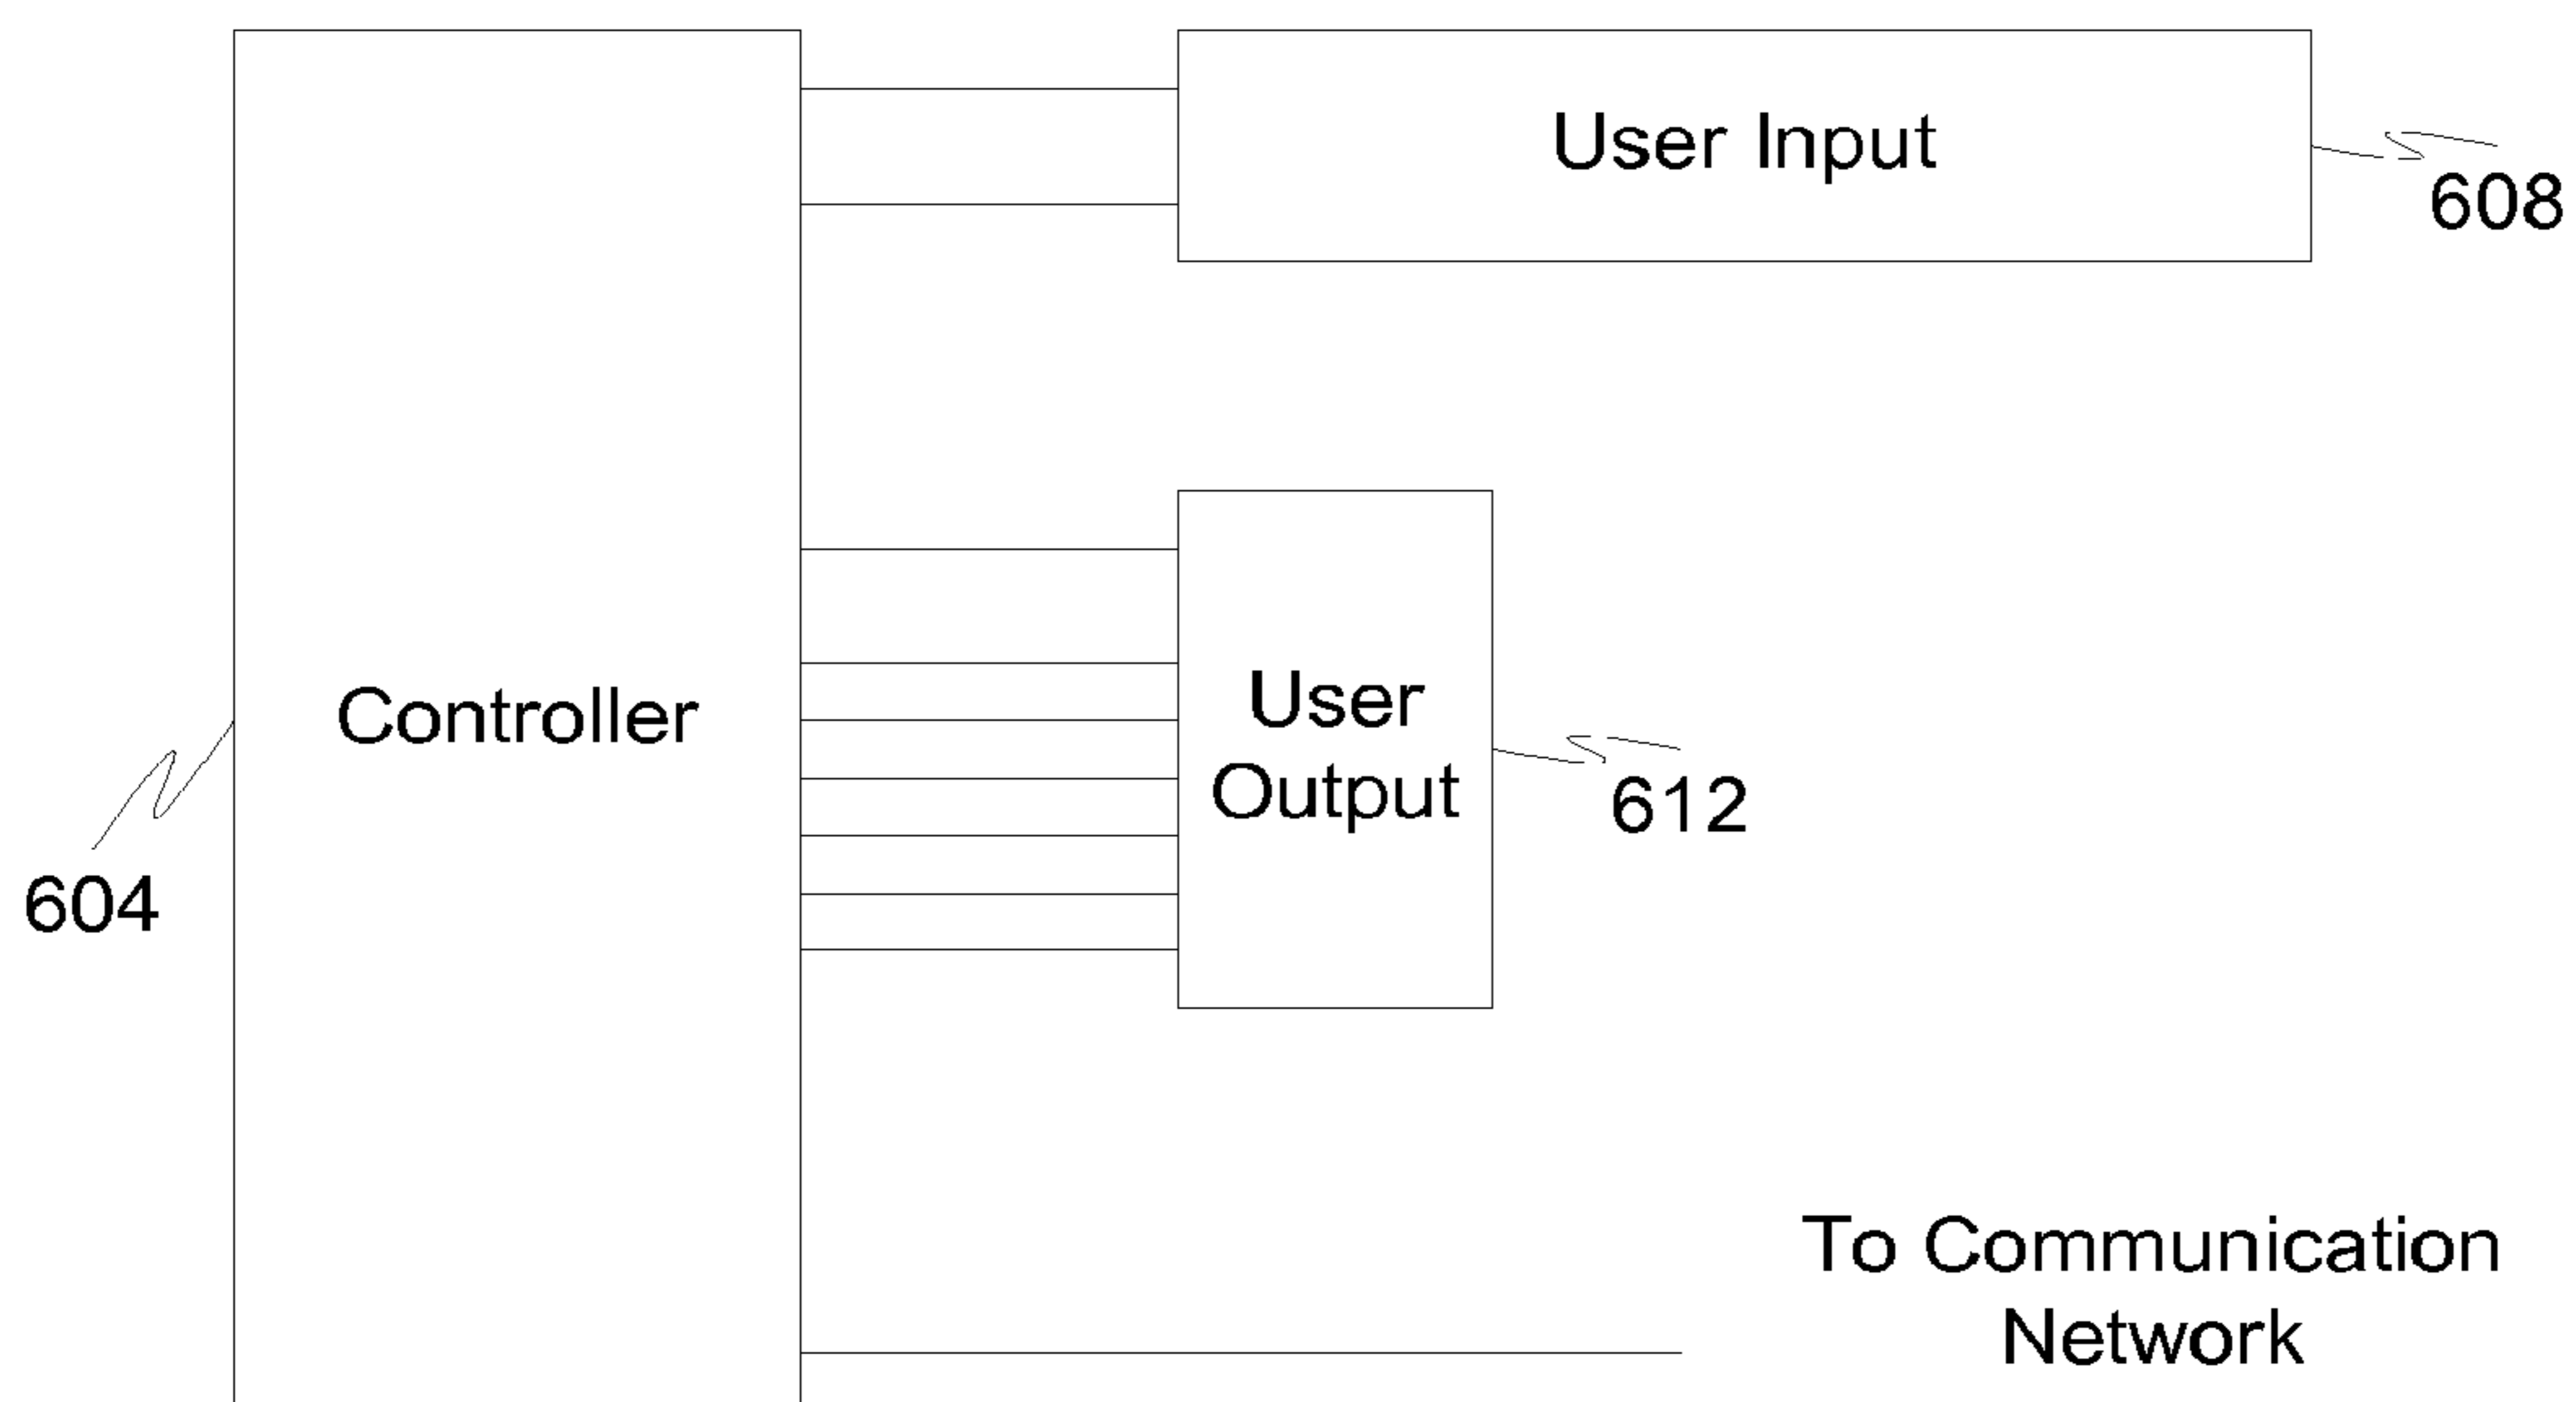 User Input
608
Controller
User
Output
612
604
To Communication
Network